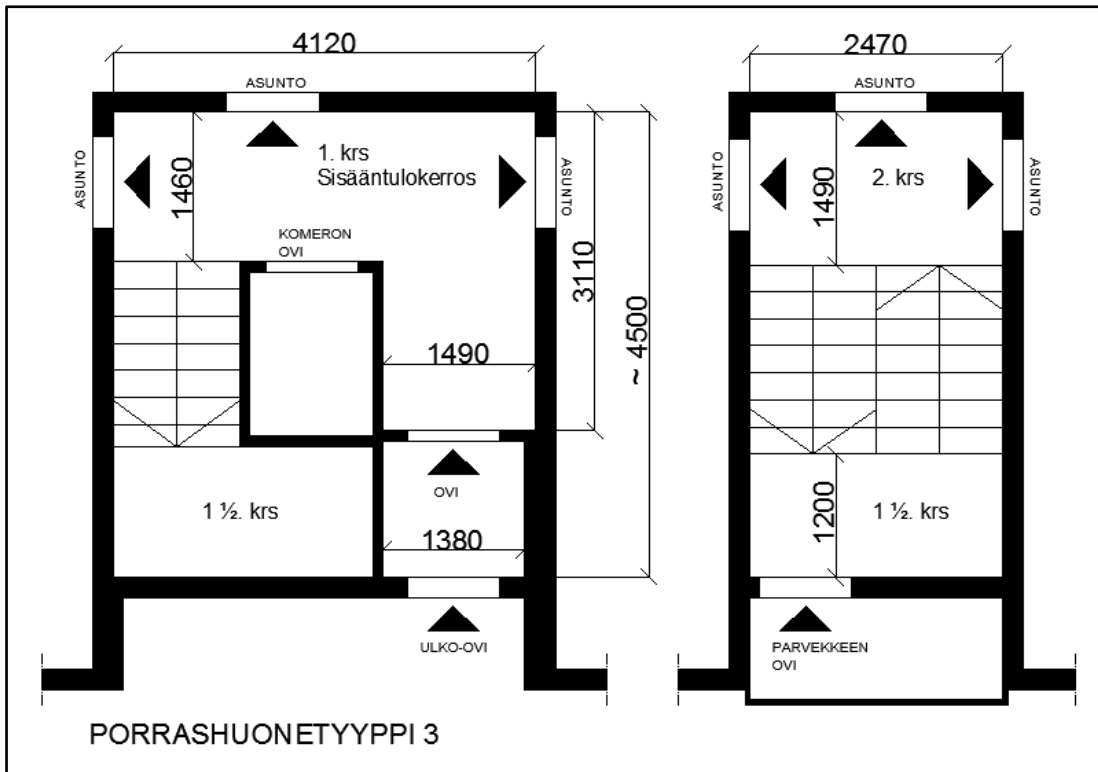 4120
ASUNTO
ASUNTO
1460
1. krs
Sisääntulokerros
ASUNTO
KOMERON
OVI
3110
~ 4500
1490
OVI
1 ½. krs
1380
ULKO-OVI
2470
ASUNTO
ASUNTO
1490
2. krs
ASUNTO
1200
1 ½. krs
PARVEKKEEN
OVI
PORRASHUONETYYPPI 3